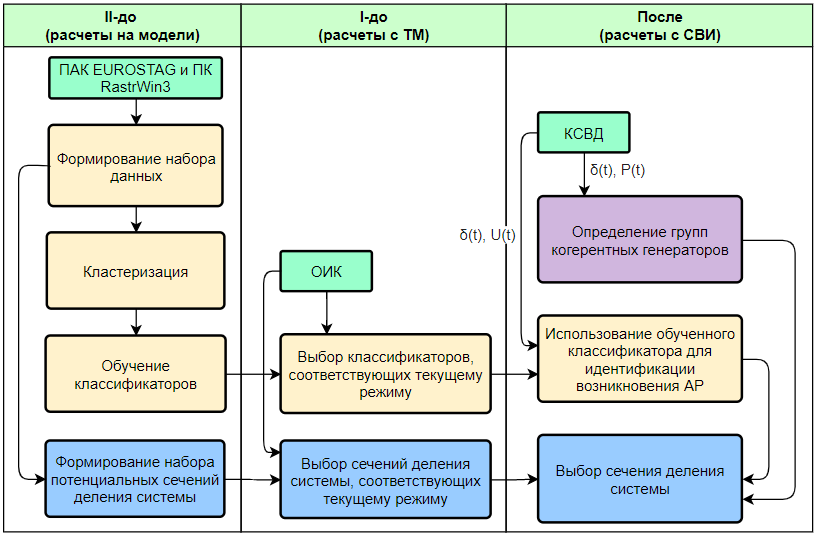 II-до
(расчеты на модели)
I-до
(расчеты с ТМ)
После
(расчеты с СВИ)
ПАК EUROSTAG и ПК
RastrWin3
Формирование набора
данных
Кластеризация
Обучение
классификаторов
Формирование набора
потенциальных сечений
деления системы
ОИК
Выбор классификаторов,
соответствующих текущему
режиму
Выбор сечений деления
системы, соответствующих
текущему режиму
КСВД
δ(t), P(t)
δ(t), U(t)
Определение групп
когерентных генераторов
Использование обученного
классификатора для
идентификации
возникновения АР
Выбор сечения деления
системы